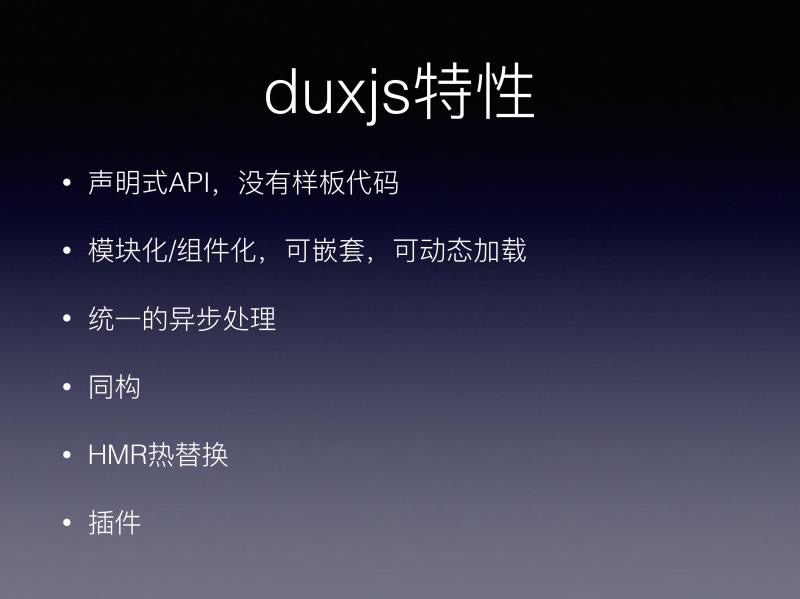 duxjs特性
• 声明式API，没有样板代码
• 模块化/组件化，可嵌套，可动态加载
• 统一的异步处理
• 同构
• HMR热替换
• 插件